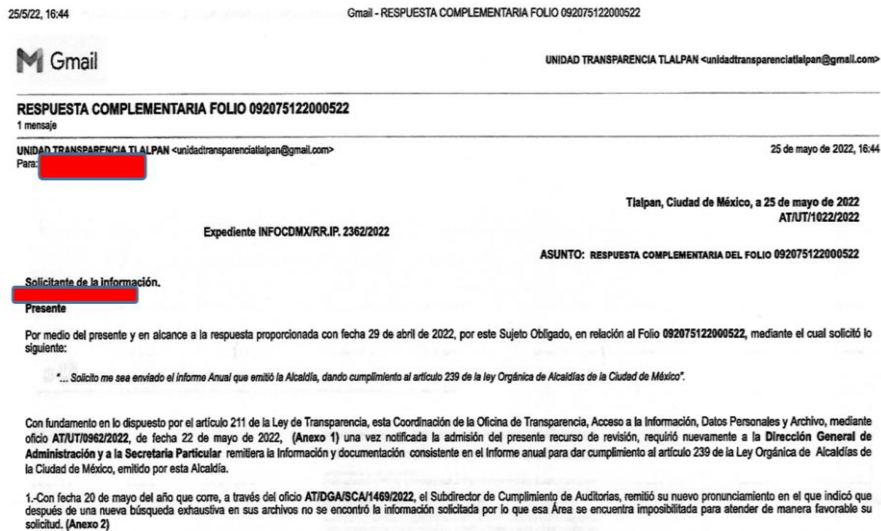 25/5/22, 16:44 Gmail - RESPUESTA COMPLEMENTARIA FOLIO 092075122000522
Gmail UNIDAD TRANSPARENCIA TLALPAN <unidadtransparenciatlalpan@gmail.com>
RESPUESTA COMPLEMENTARIA FOLIO 092075122000522
1 mensaje
UNIDAD TRANSPARENCIA TLALPAN <unidadtransparenciatlalpan@gmail.com> 25 de mayo de 2022, 16:44
Para:
Tlalpan, Ciudad de México, a 25 de mayo de 2022
AT/UT/1022/2022
Expediente INFOCDMX/RR.IP. 2362/2022
ASUNTO: RESPUESTA COMPLEMENTARIA DEL FOLIO 092075122000522
Solicitante de la información.
Presente
Por medio del presente y en alcance a la respuesta proporcionada con fecha 29 de abril de 2022, por este Sujeto Obligado, en relación al Folio 092075122000522, mediante el cual solicitó lo
siguiente:
"... Solicito me sea enviado el informe Anual que emitió la Alcaldía, dando cumplimiento al artículo 239 de la ley Orgánica de Alcaldías de la Ciudad de México".
Con fundamento en lo dispuesto por el artículo 211 de la Ley de Transparencia, esta Coordinación de la Oficina de Transparencia, Acceso a la Información, Datos Personales y Archivo, mediante
oficio AT/UT/0962/2022, de fecha 22 de mayo de 2022, (Anexo 1) una vez notificada la admisión del presente recurso de revisión, requirió nuevamente a la Dirección General de
Administración y a la Secretaria Particular remitiera la Información y documentación consistente en el Informe anual para dar cumplimiento al artículo 239 de la Ley Orgánica de Alcaldías de
la Ciudad de México, emitido por esta Alcaldía.
1.-Con fecha 20 de mayo del año que corre, a través del oficio AT/DGA/SCA/1469/2022, el Subdirector de Cumplimiento de Auditorias, remitió su nuevo pronunciamiento en el que indicó que
después de una nueva búsqueda exhaustiva en sus archivos no se encontró la información solicitada por lo que esa Área se encuentra imposibilitada para atender de manera favorable su
solicitud. (Anexo 2)